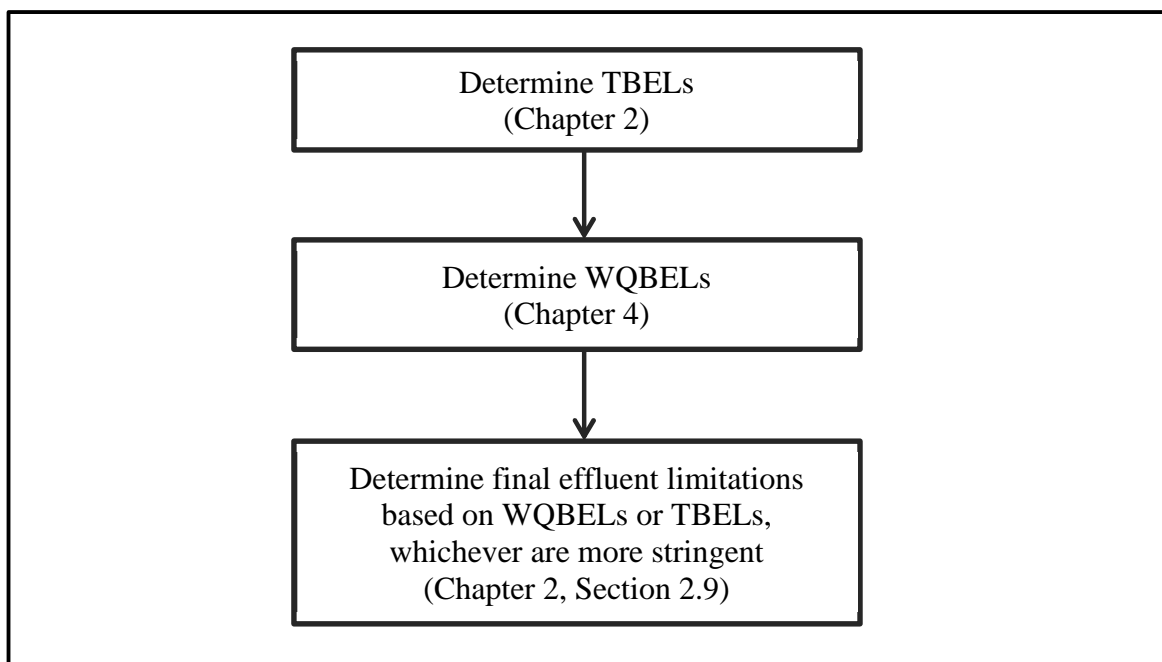 Determine TBELs
(Chapter 2)
Determine WQBELs
(Chapter 4)
Determine final effluent limitations
based on WQBELs or TBELs,
whichever are more stringent
(Chapter 2, Section 2.9)